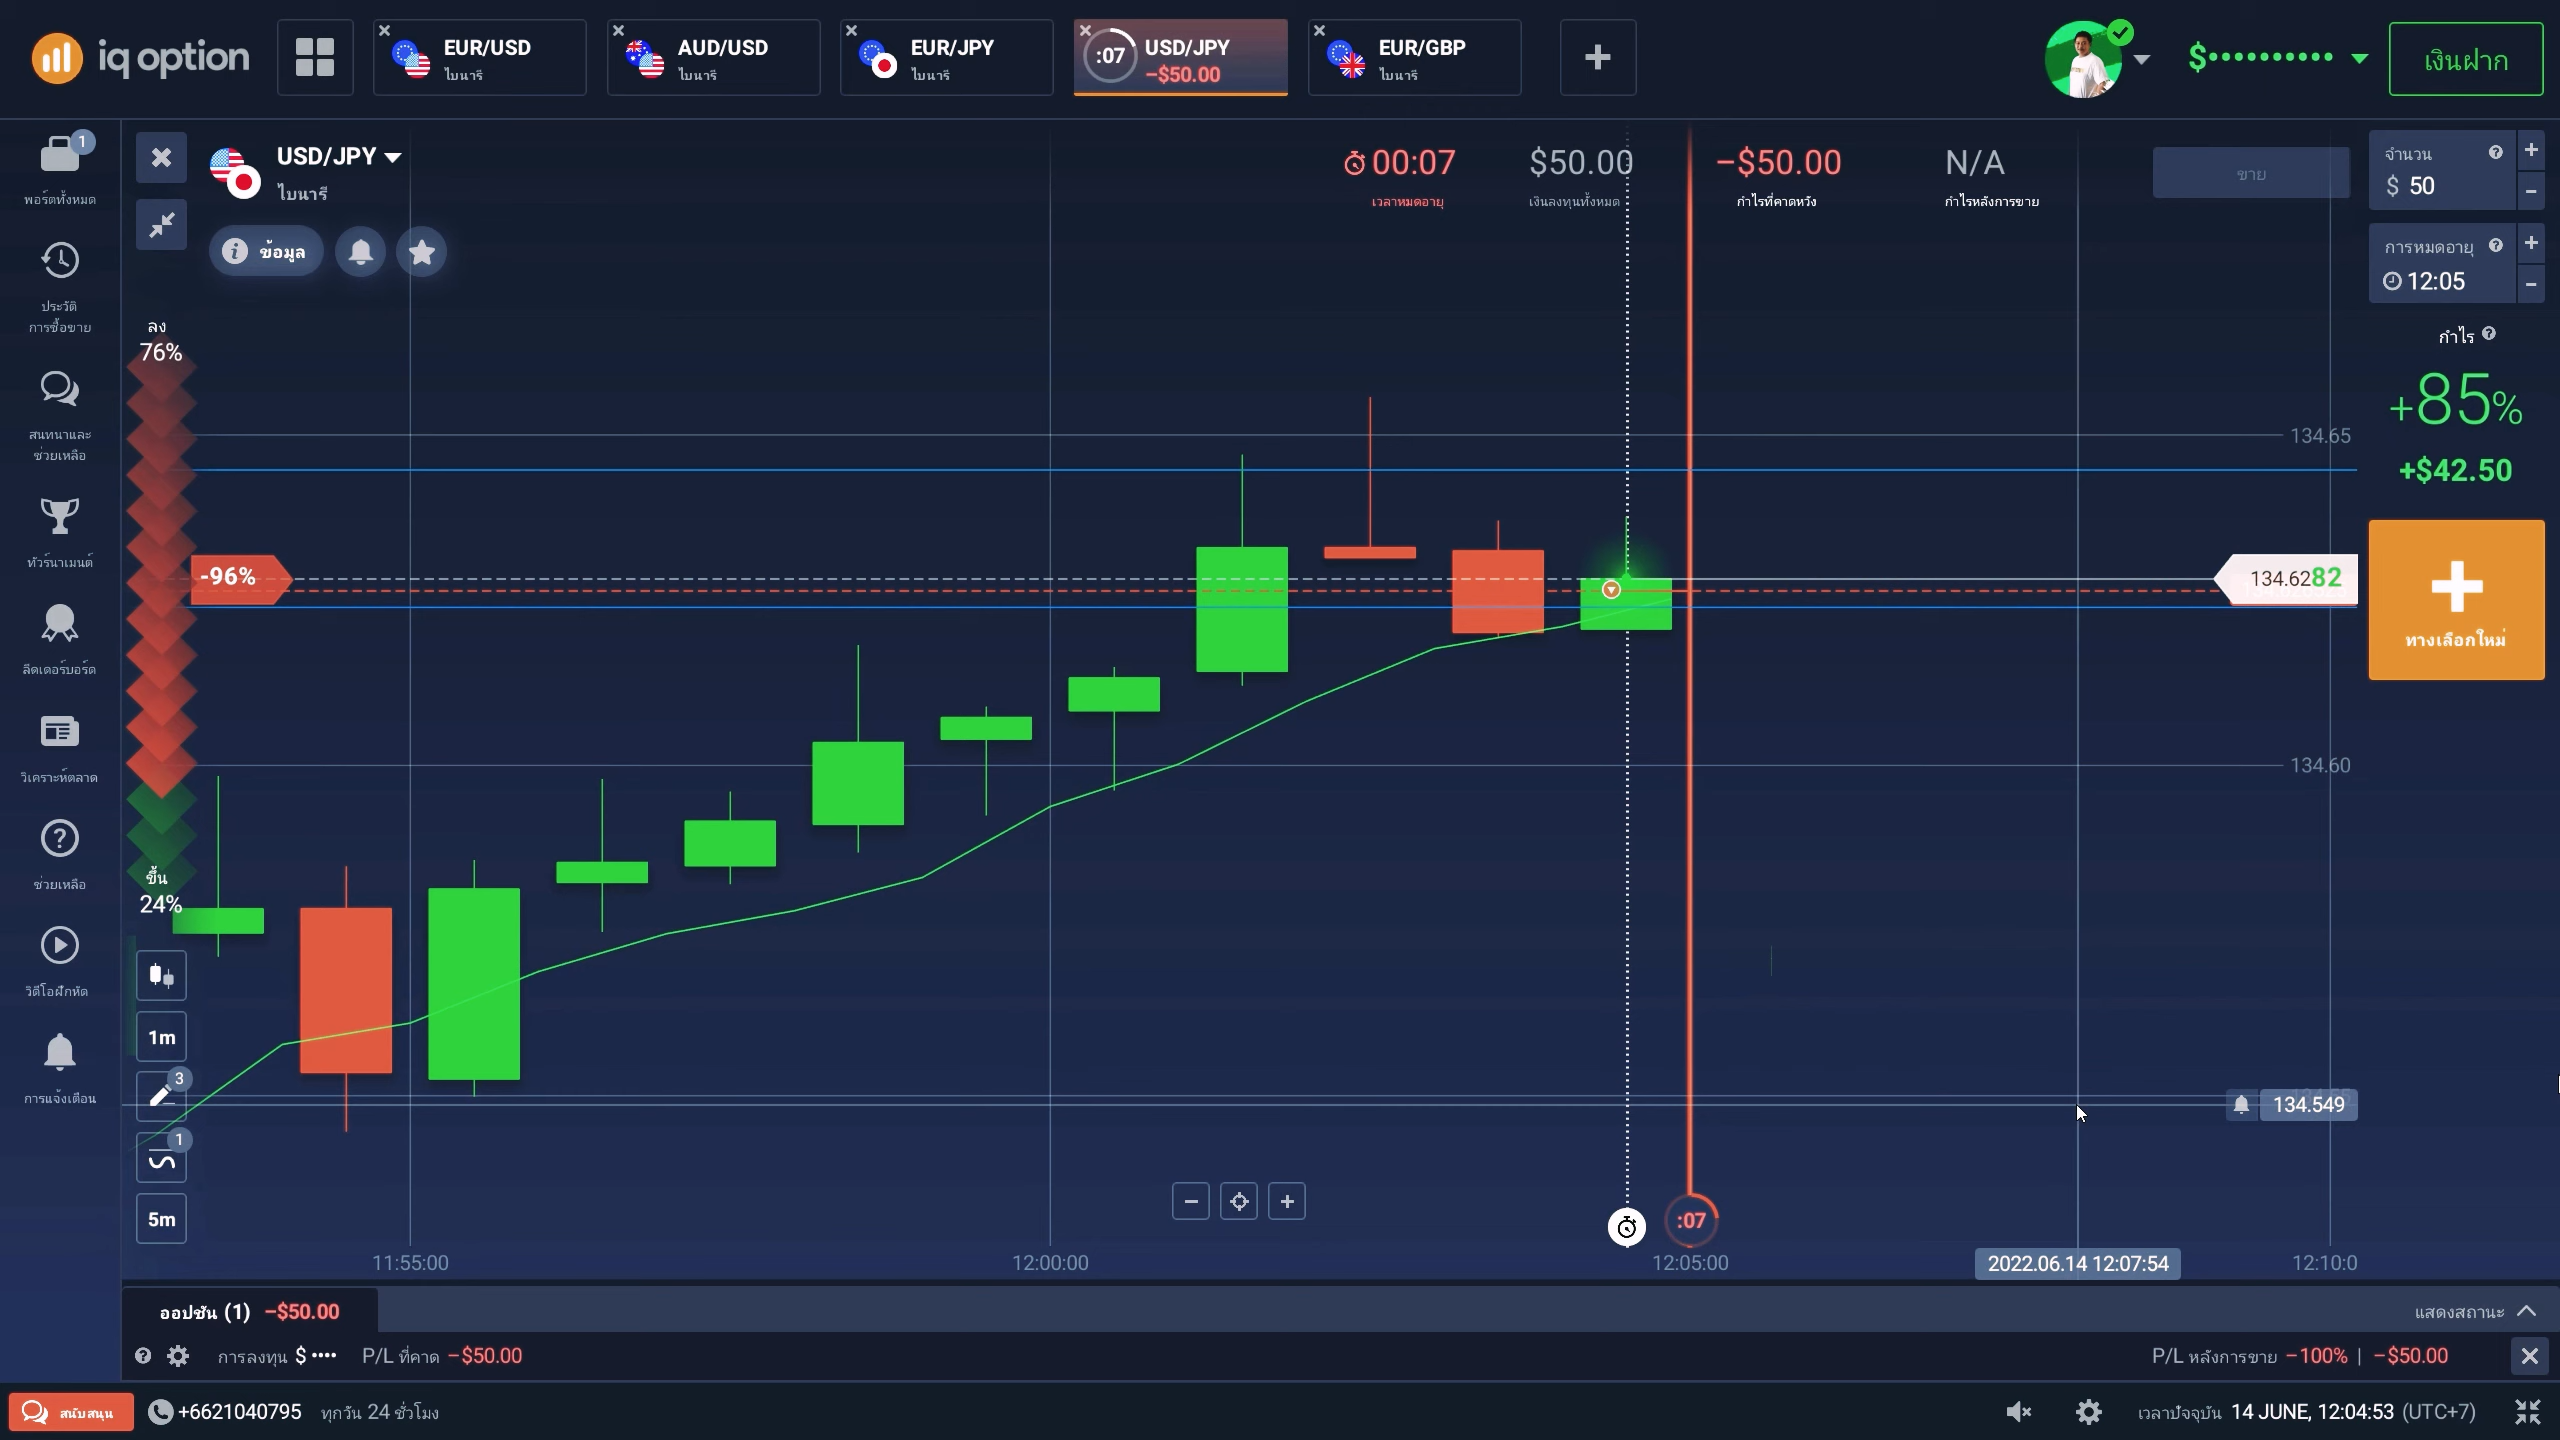 iq option
EUR/USD
ไบนารี
AUD/USD
ไบนารี
EUR/JPY
ไบนารี
:07
USD/JPY
−$50.00
EUR/GBP
ไบนารี
$••••••••••
เงินฝาก
1
พอร์ตทั้งหมด
ประวัติ
การซื้อขาย
สนทนาและ
ช่วยเหลือ
ทัวร์นาเมนต์
ลีดเดอร์บอร์ด
วิเคราะห์ตลาด
ช่วยเหลือ
วิดีโอฝึกหัด
การแจ้งเตือน
USD/JPY
ไบนารี
ข้อมูล
00:07
เวลาหมดอายุ
$50.00
เงินลงทุนทั้งหมด
−$50.00
กำไรที่คาดหวัง
N/A
กำไรหลังการขาย
ขาย
จำนวน
$ 50
การหมดอายุ
12:05
กำไร
+85%
+$42.50
ทางเลือกใหม่
ลง
76%
-96%
ขึ้น
24%
134.65
134.6282
134.60
134.549
1m
3
1
5m
:07
11:55:00
12:00:00
12:05:00
2022.06.14 12:07:54
12:10:0
ออปชัน (1) −$50.00
แสดงสถานะ
การลงทุน $ •••• P/L ที่คาด −$50.00
P/L หลังการขาย −100% | −$50.00
สนับสนุน
+6621040795 ทุกวัน 24 ชั่วโมง
เวลาปัจจุบัน 14 JUNE, 12:04:53 (UTC+7)